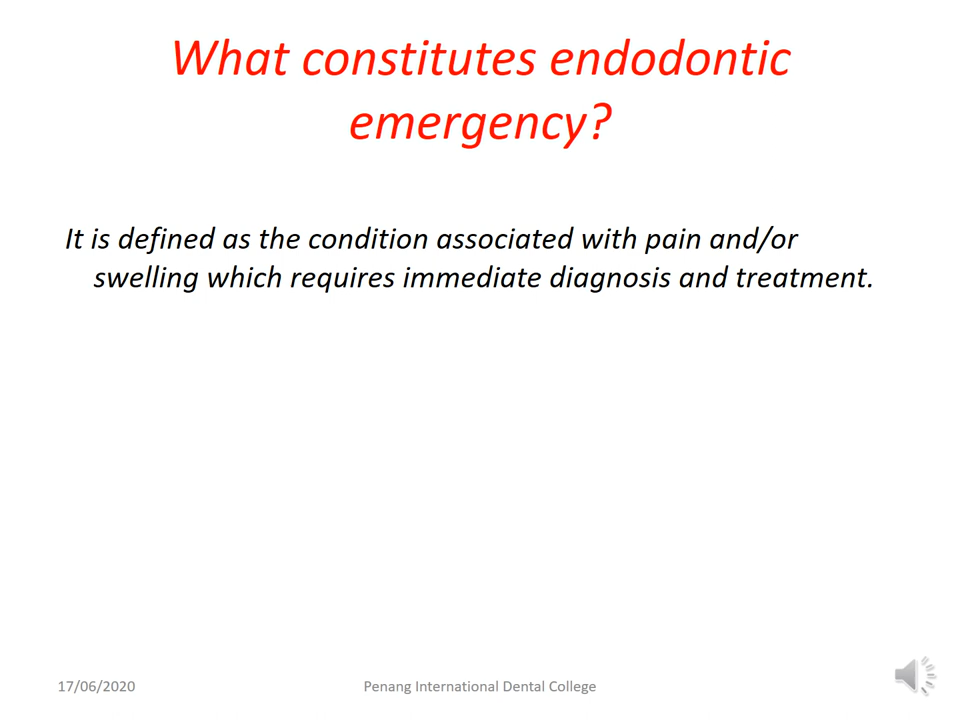 What constitutes endodontic
emergency?
It is defined as the condition associated with pain and/or
swelling which requires immediate diagnosis and treatment.
17/06/2020
Penang International Dental College